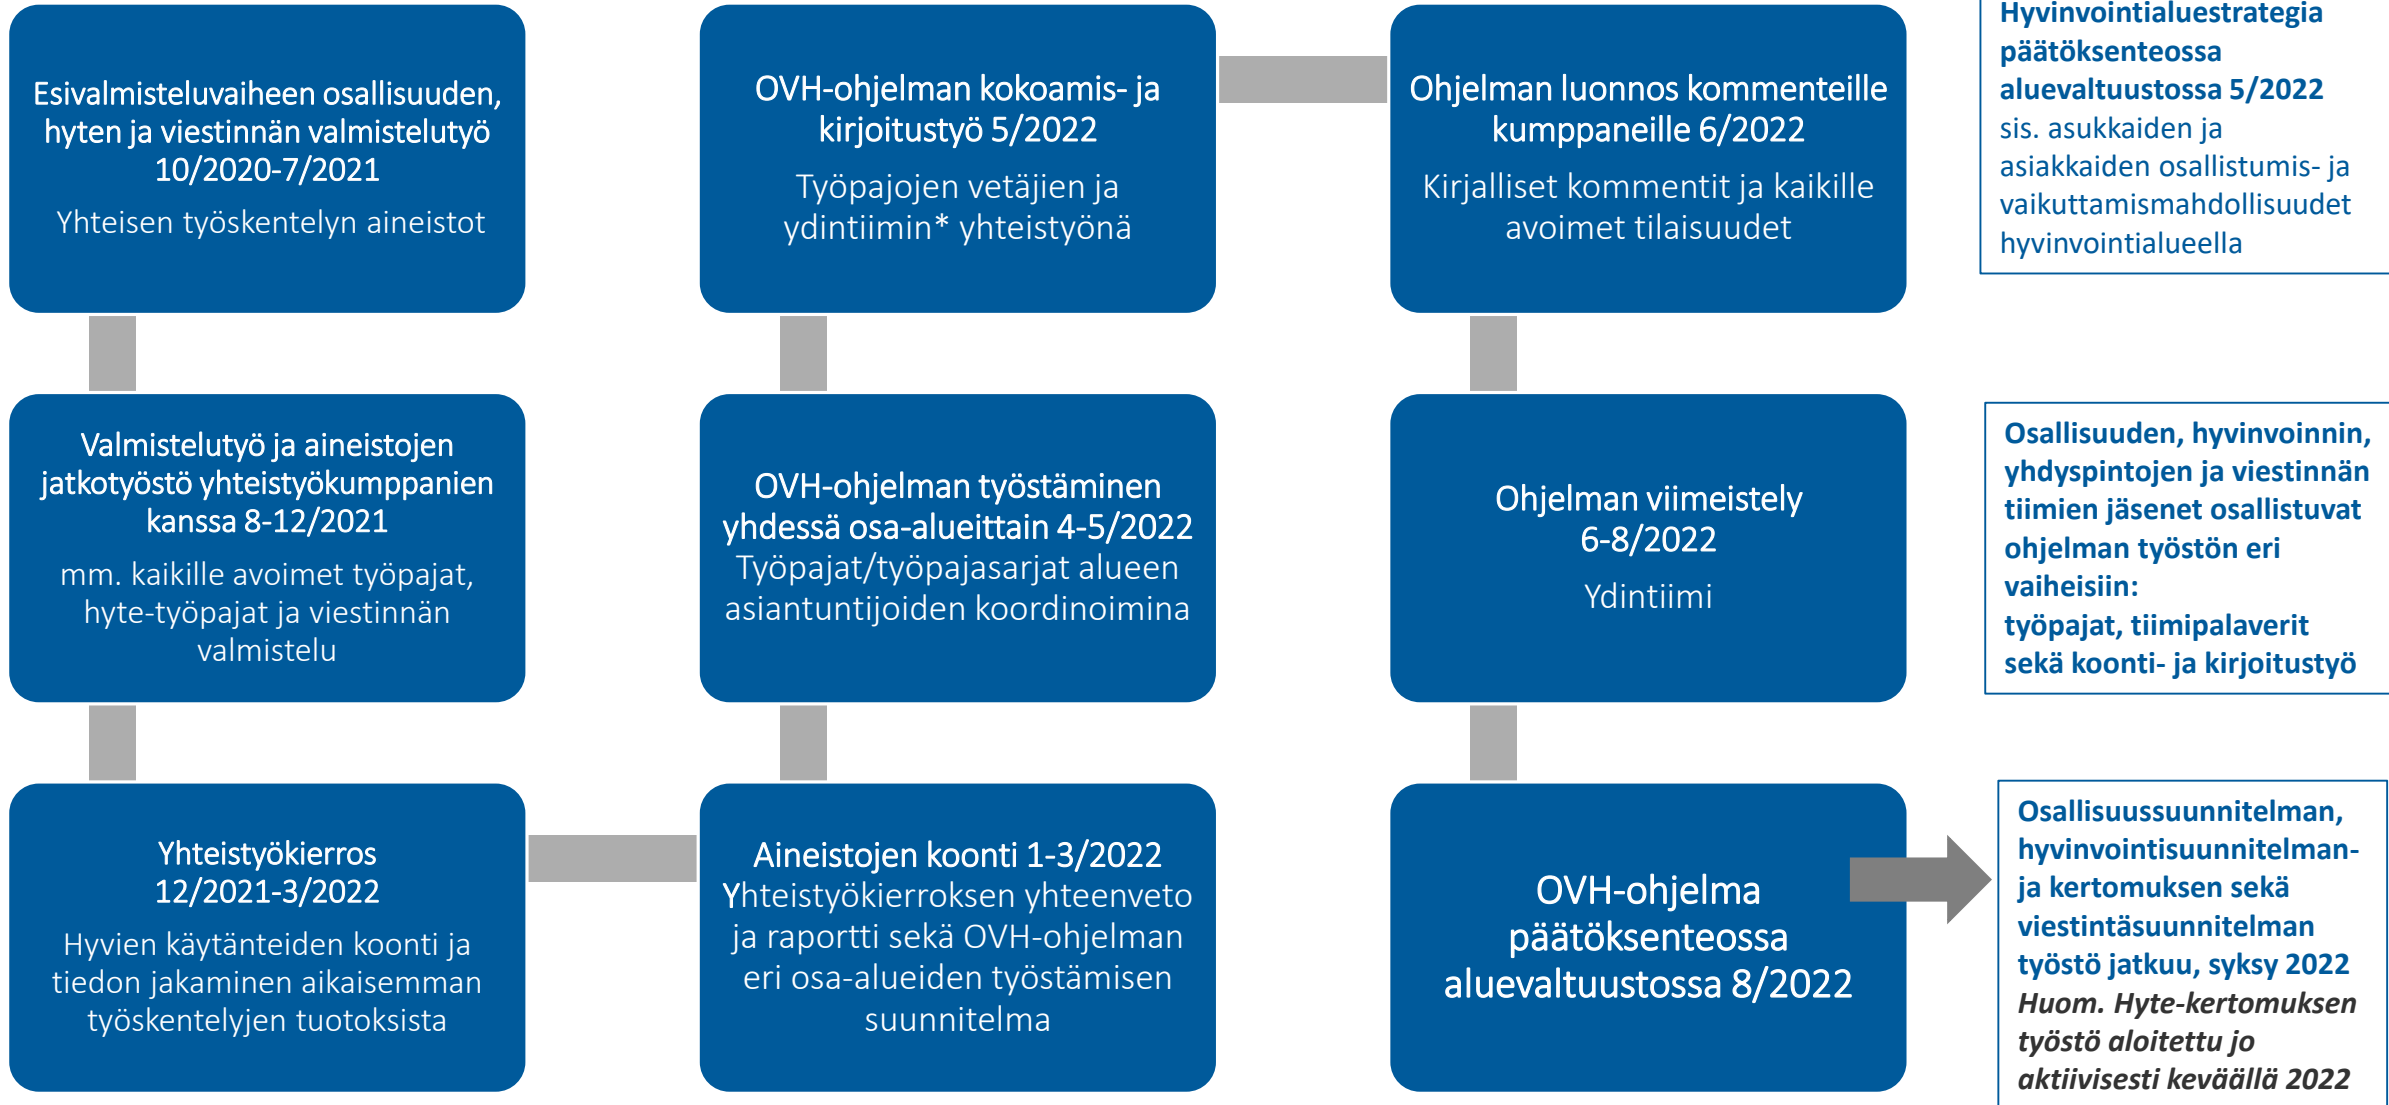 Esivalmisteluvaiheen osallisuuden,
hyten ja viestinnän valmistelutyö
10/2020-7/2021
Yhteisen työskentelyn aineistot
Valmistelutyö ja aineistojen
jatkotyöstö yhteistyökumppanien
kanssa 8-12/2021
mm. kaikille avoimet työpajat,
hyte-työpajat ja viestinnän
valmistelu
Yhteistyökierros
12/2021-3/2022
Hyvien käytänteiden koonti ja
tiedon jakaminen aikaisemman
työskentelyjen tuotoksista
Aineistojen koonti 1-3/2022
Yhteistyökierroksen yhteenveto
ja raportti sekä OVH-ohjelman
eri osa-alueiden työstämisen
suunnitelma
OVH-ohjelman työstäminen
yhdessä osa-alueittain 4-5/2022
Työpajat/työpajasarjat alueen
asiantuntijoiden koordinoimina
OVH-ohjelman kokoamis- ja
kirjoitustyö 5/2022
Työpajojen vetäjien ja
ydintiimin* yhteistyönä
Ohjelman luonnos kommenteille
kumppaneille 6/2022
Kirjalliset kommentit ja kaikille
avoimet tilaisuudet
Ohjelman viimeistely
6-8/2022
Ydintiimi
OVH-ohjelma
päätöksenteossa
aluevaltuustossa 8/2022
Hyvinvointialuestrategia
päätöksenteossa
aluevaltuustossa 5/2022
sis. asukkaiden ja
asiakkaiden osallistumis- ja
vaikuttamismahdollisuudet
hyvinvointialueella
Osallisuuden, hyvinvoinnin,
yhdyspintojen ja viestinnän
tiimien jäsenet osallistuvat
ohjelman työstön eri
vaiheisiin:
työpajat, tiimipalaverit
sekä koonti- ja kirjoitustyö
Osallisuussuunnitelman,
hyvinvointisuunnitelman-
ja kertomuksen sekä
viestintäsuunnitelman
työstö jatkuu, syksy 2022
Huom. Hyte-kertomuksen
työstö aloitettu jo
aktiivisesti keväällä 2022